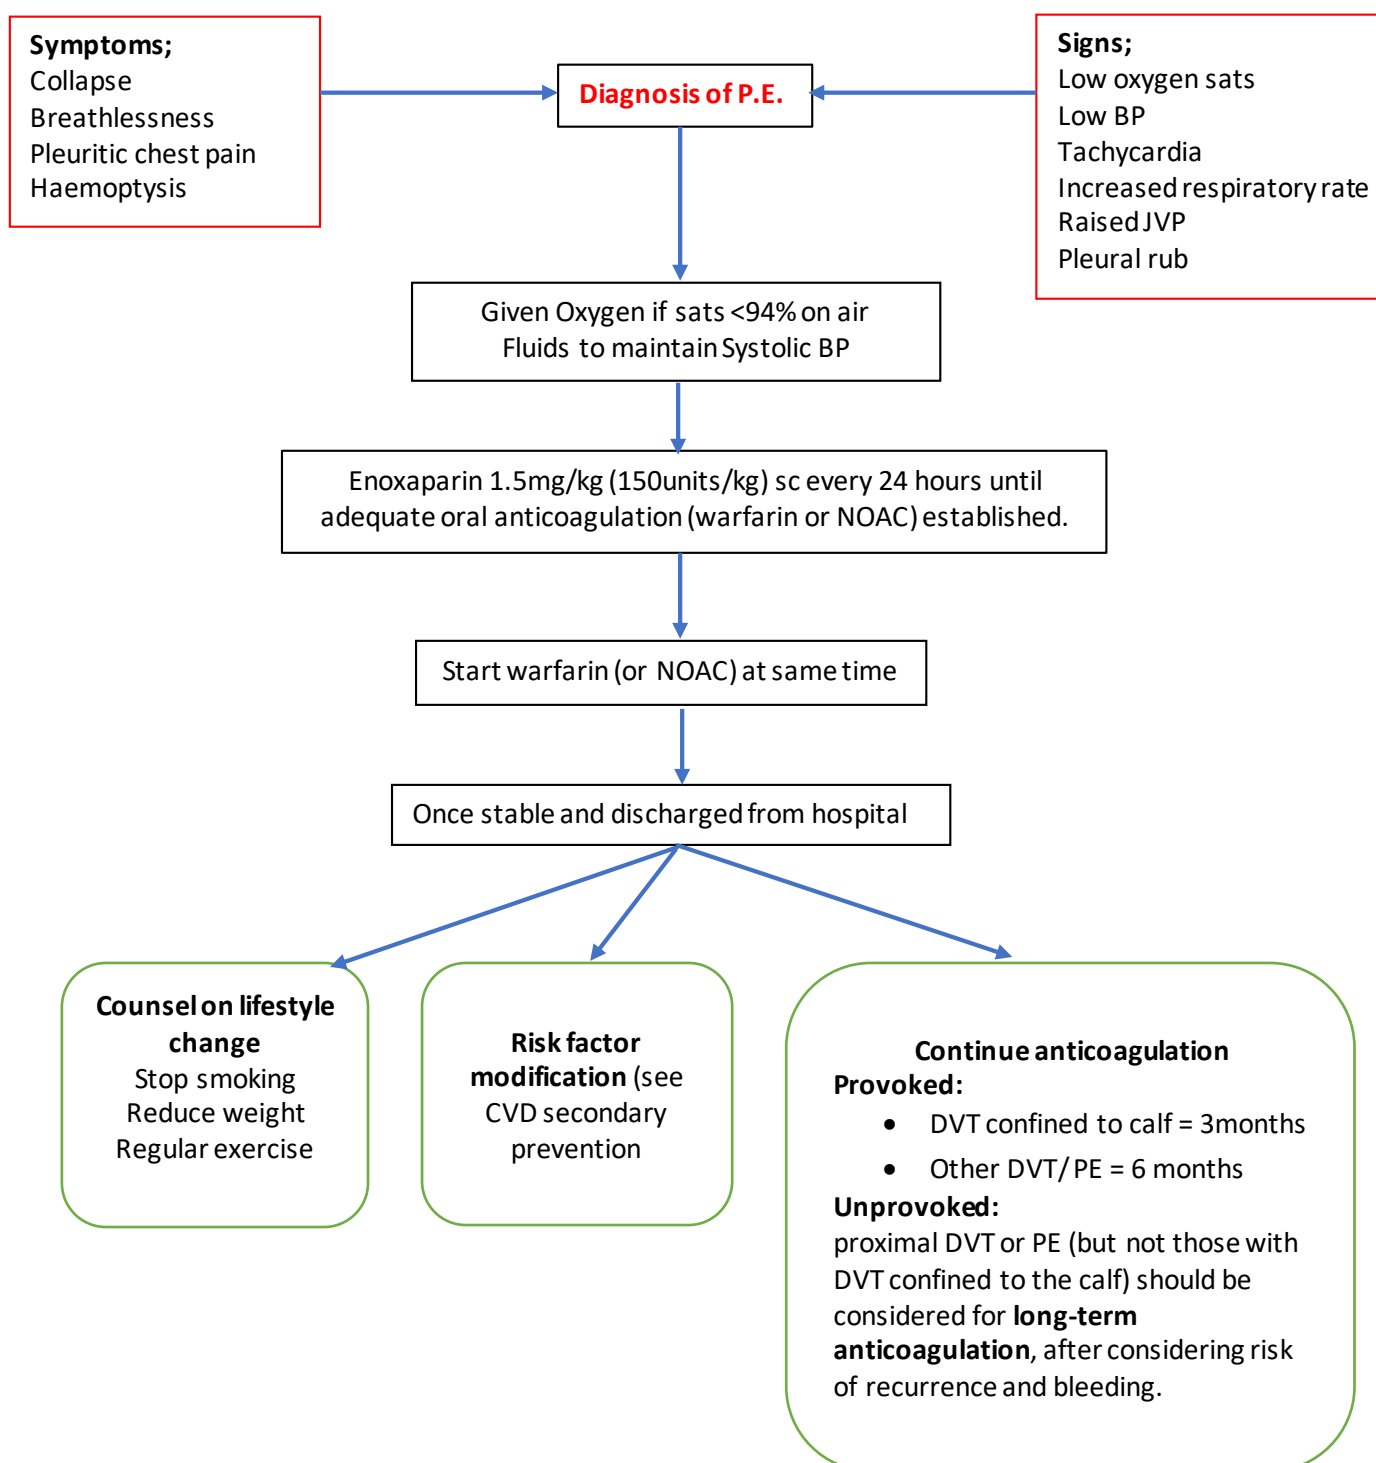 Symptoms;
Collapse
Breathlessness
Pleuritic chest pain
Haemoptysis
Diagnosis of P.E.
Signs;
Low oxygen sats
Low BP
Tachycardia
Increased respiratory rate
Raised JVP
Pleural rub
Given Oxygen if sats <94% on air
Fluids to maintain Systolic BP
Enoxaparin 1.5mg/kg (150units/kg) sc every 24 hours until
adequate oral anticoagulation (warfarin or NOAC) established.
Start warfarin (or NOAC) at same time
Once stable and discharged from hospital
Counsel on lifestyle
change
Stop smoking
Reduce weight
Regular exercise
Risk factor
modification (see
CVD secondary
prevention
Continue anticoagulation
Provoked:
• DVT confined to calf = 3months
• Other DVT/PE = 6 months
Unprovoked:
proximal DVT or PE (but not those with
DVT confined to the calf) should be
considered for long-term
anticoagulation, after considering risk
of recurrence and bleeding.